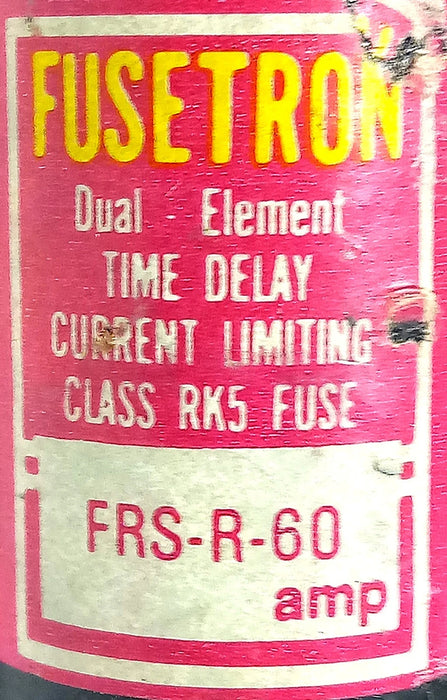 FUSETRON
Dual Element
TIME DELAY
CURRENT LIMITING
CLASS RK5 FUSE
FRS-R-60
amp